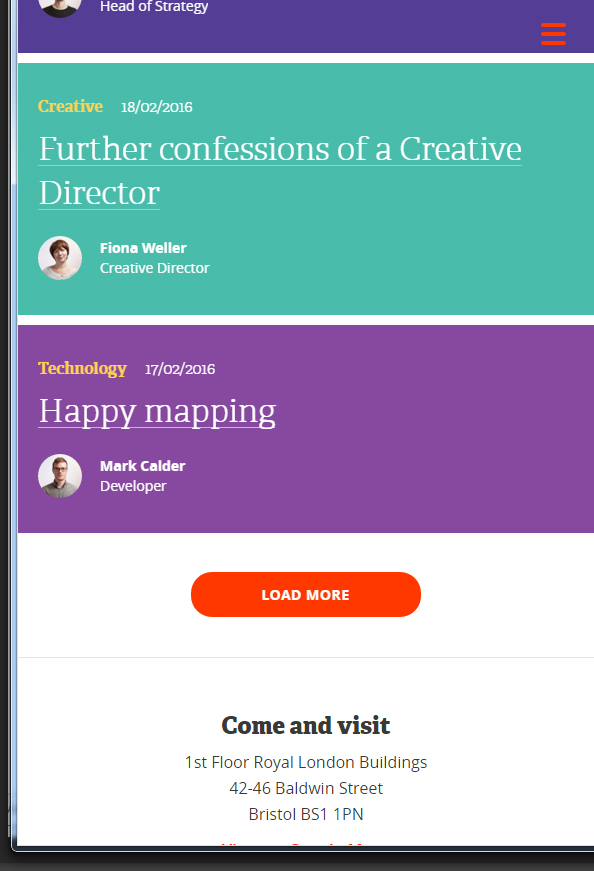 Head of Strategy
Creative 18/02/2016
Further confessions of a Creative
Director
Fiona Weller
Creative Director
Technology 17/02/2016
Happy mapping
Mark Calder
Developer
LOAD MORE
Come and visit
1st Floor Royal London Buildings
42-46 Baldwin Street
Bristol BS1 1PN